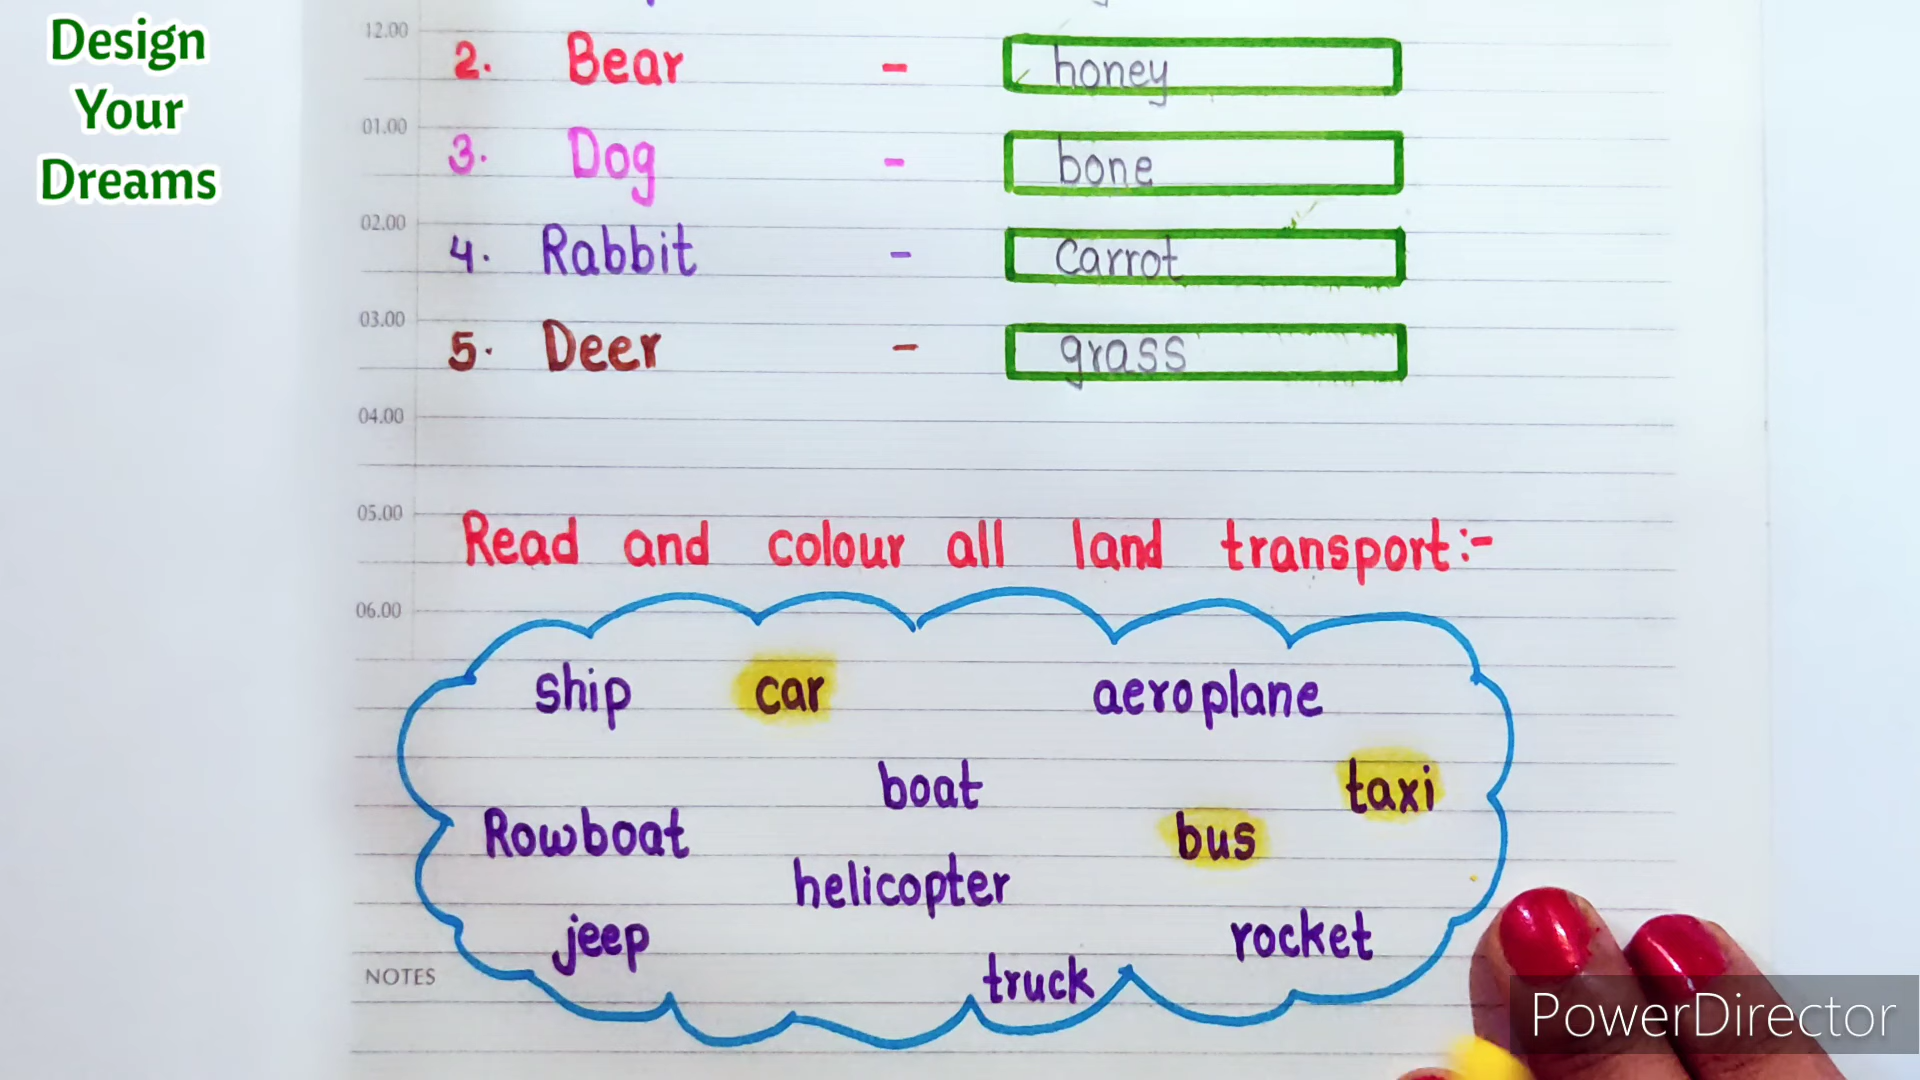 Design
Your
Dreams
12.00
2. Bear - honey
01.00
3. Dog - bone
02.00
4. Rabbit - carrot
03.00
5. Deer - grass
04.00
05.00
Read and colour all land transport:-
06.00
ship car aeroplane
boat taxi
Rowboat bus
helicopter
jeep rocket
truck
NOTES
PowerDirector